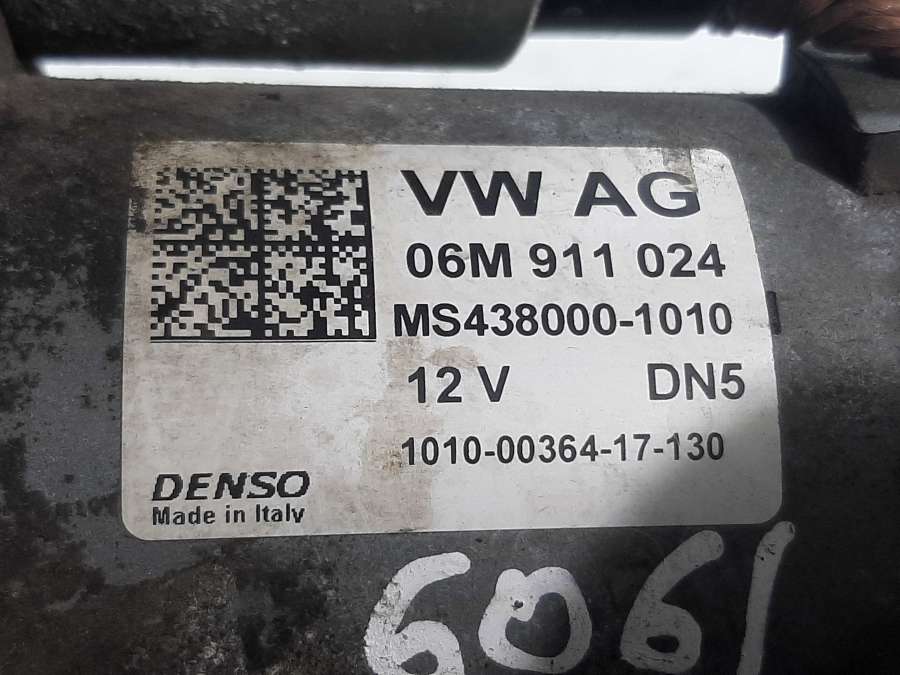 VW AG
06M 911 024
MS438000-1010
12 V DN5
1010-00364-17-130
DENSO
Made in Italy
6061